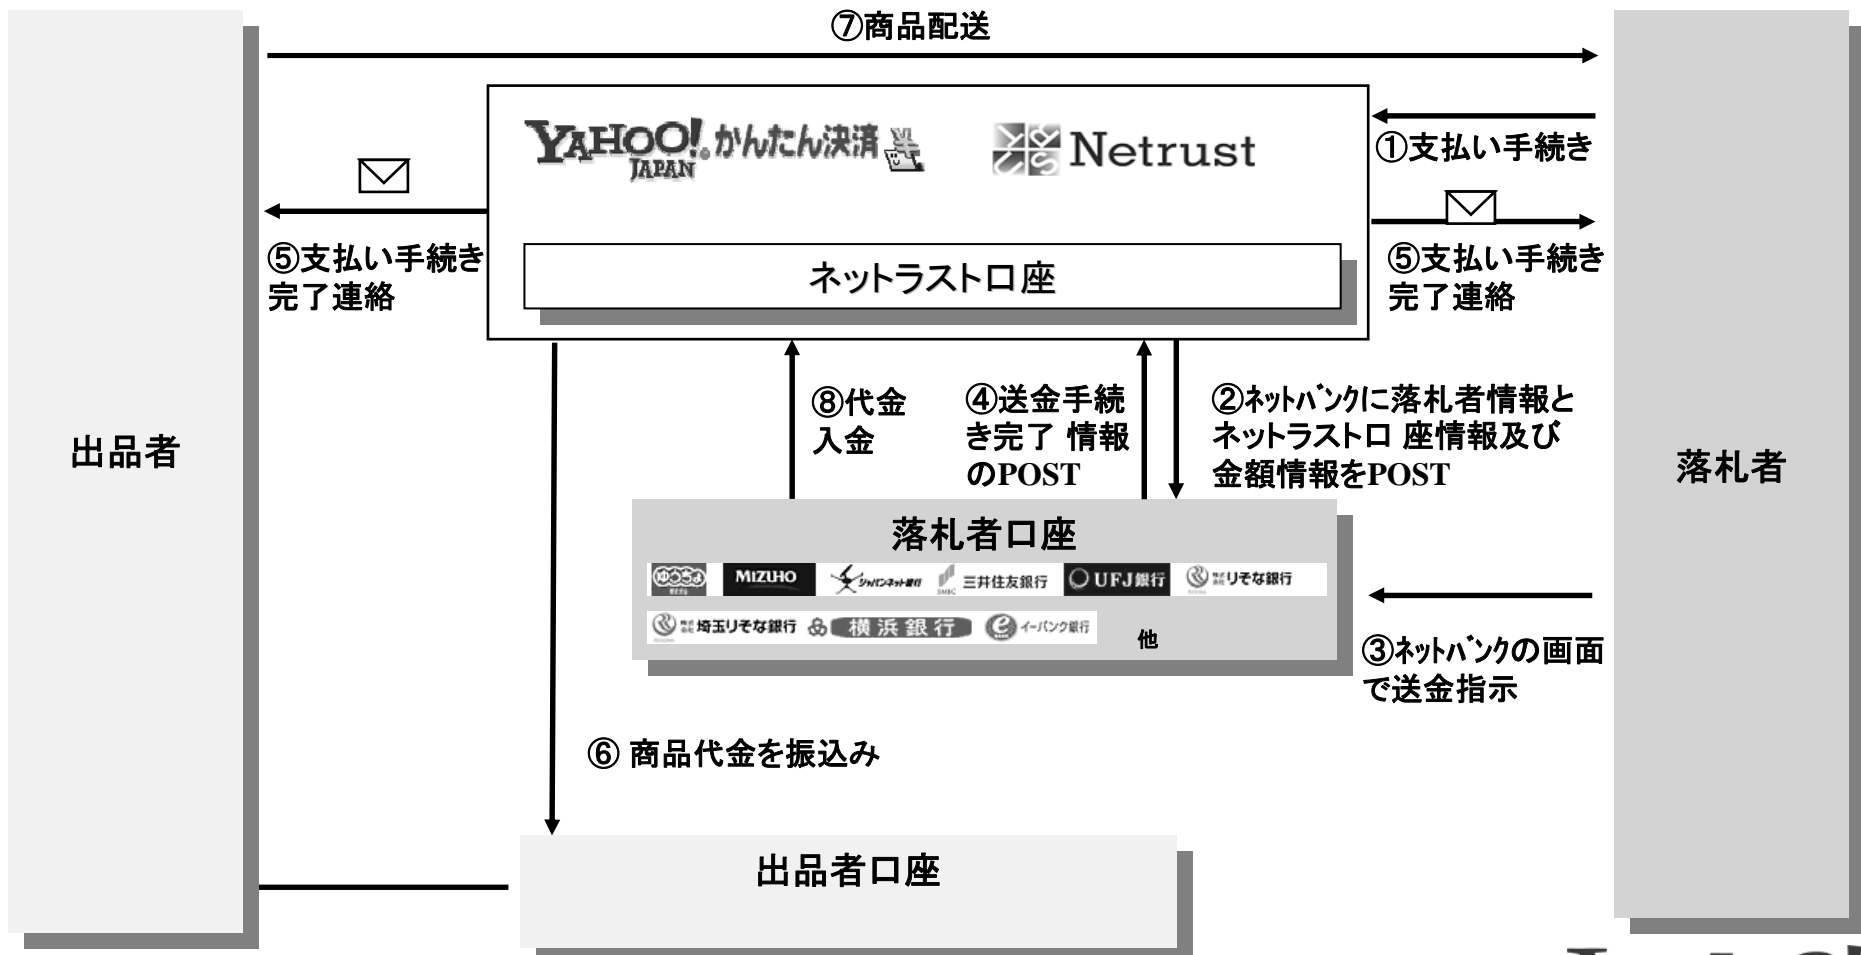 ⑦商品配送
YAHOO! JAPAN かんたん決済
Netrust
①支払い手続き
⑤支払い手続き
完了連絡
ネットラスト口座
⑤支払い手続き
完了連絡
⑧代金
入金
④送金手続
き完了 情報
のPOST
②ネットバンクに落札者情報と
ネットラスト口 座情報及び
金額情報をPOST
出品者
落札者
落札者口座
ゆうちょ
MIZUHO
ジャパンネット銀行
SMBC
三井住友銀行
UFJ銀行
りそな銀行
埼玉りそな銀行
横浜銀行
イーバンク銀行
他
③ネットバンクの画面
で送金指示
⑥ 商品代金を振込み
出品者口座